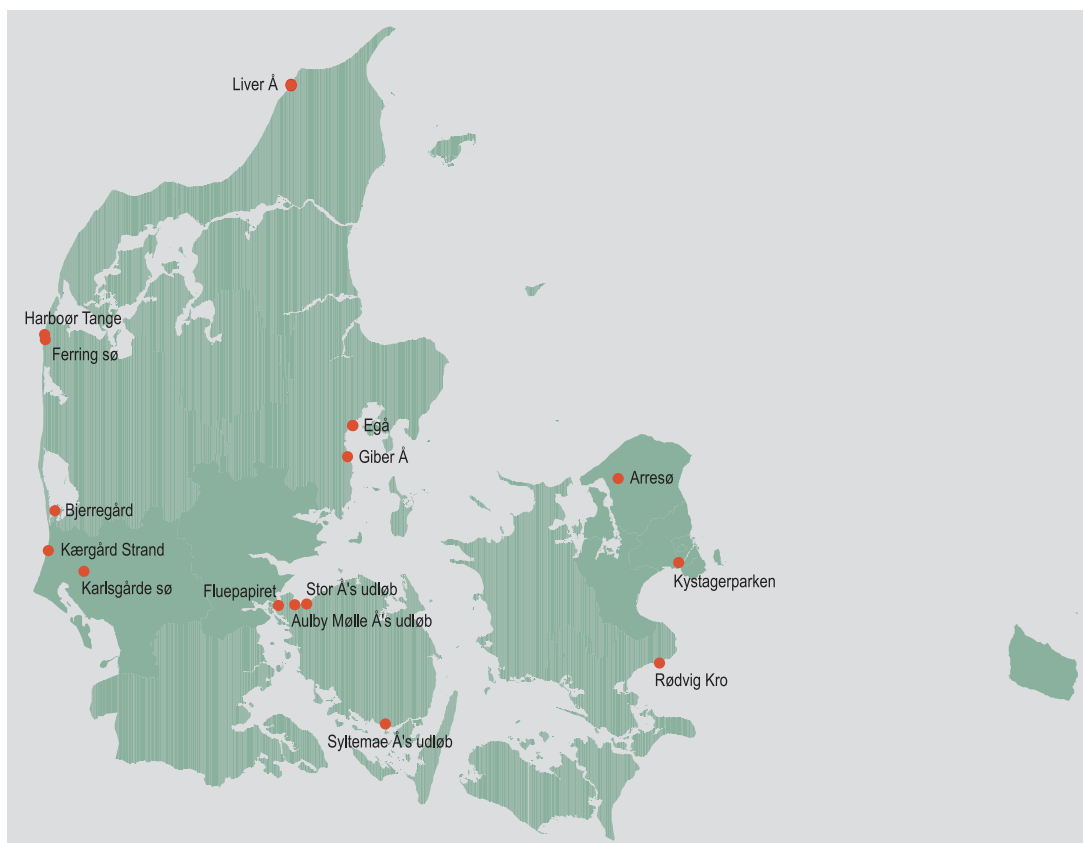 Liver Å
Harboør Tange
Ferring sø
Egå
Giber Å
Arresø
Bjerregård
Kærgård Strand
Kystagerparken
Karlsgårde sø
Fluepapiret
Stor Å's udløb
Aulby Mølle Å's udløb
Rødvig Kro
Syltemae Å's udløb